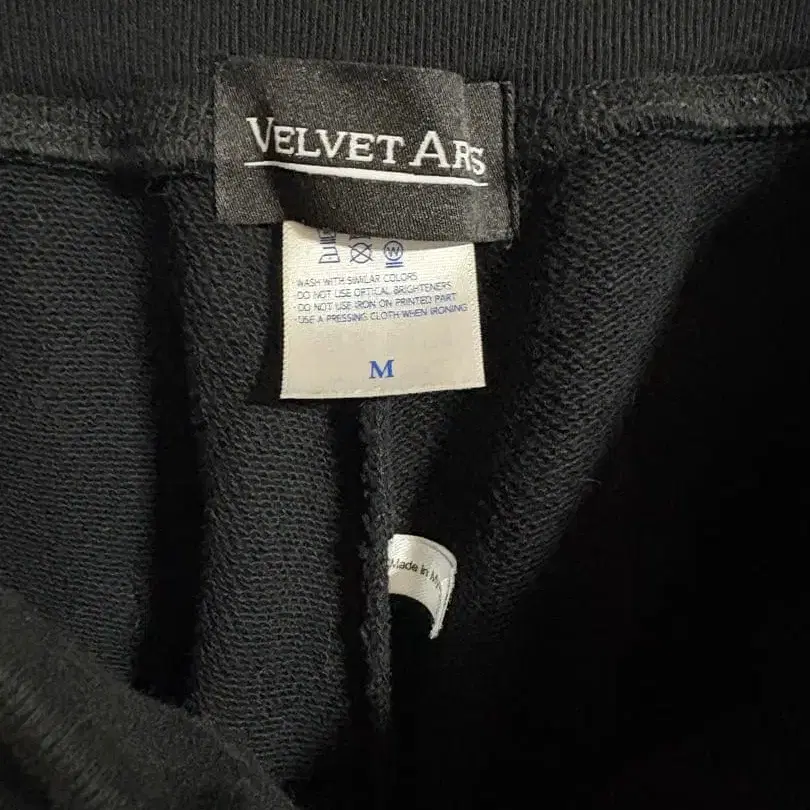 VELVET ARS
W
WASH WITH SIMILAR COLORS
DO NOT USE OPTICAL BRIGHTENERS
· DO NOT USE IRON ON PRINTED PART
· USE A PRESSING CLOTH WHEN IRONING
M
Made in